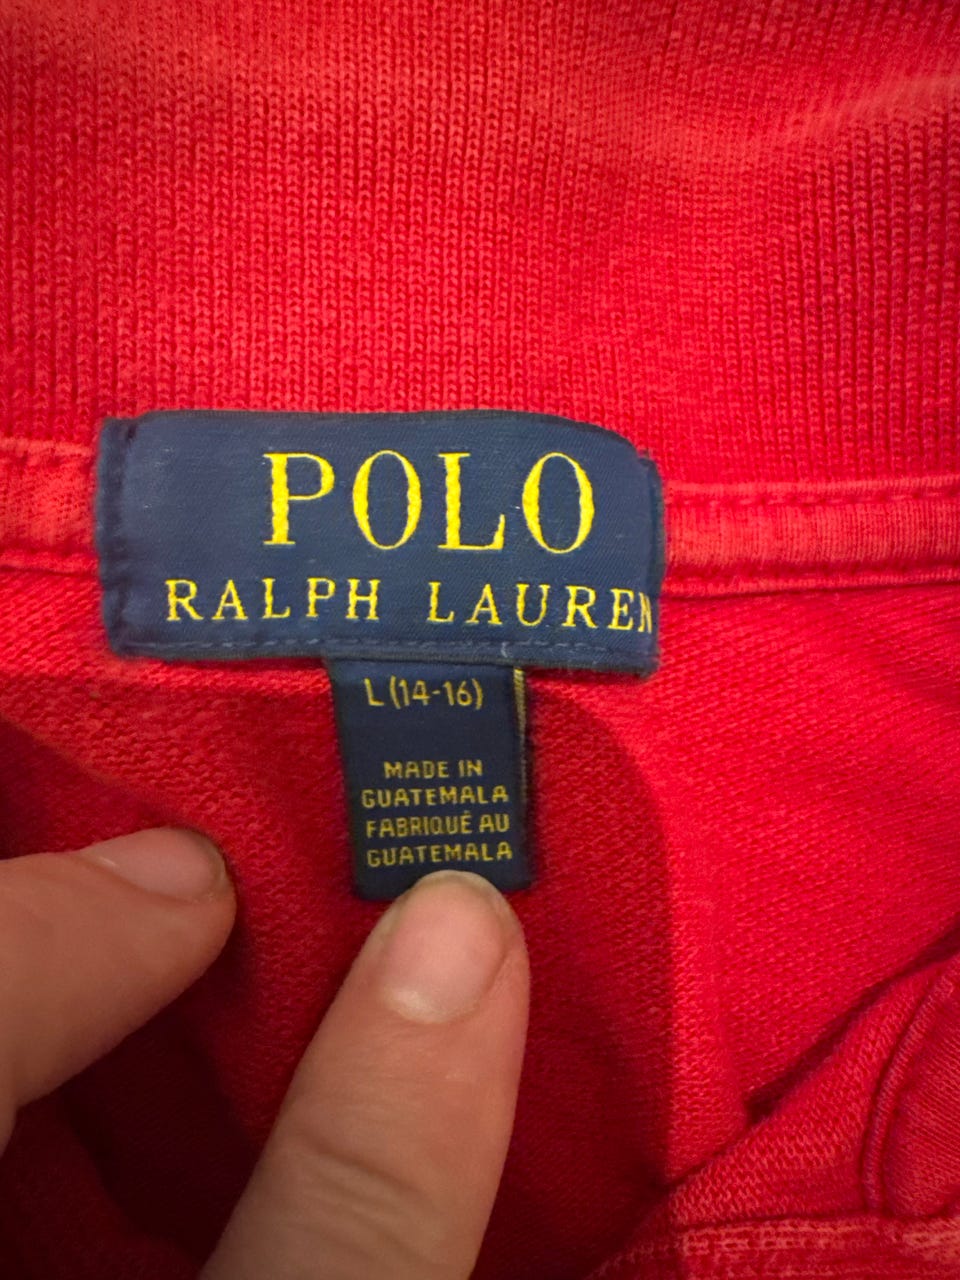 POLO
RALPH LAUREN
L (14-16)
MADE IN
GUATEMALA
FABRIQUÉ AU
GUATEMALA